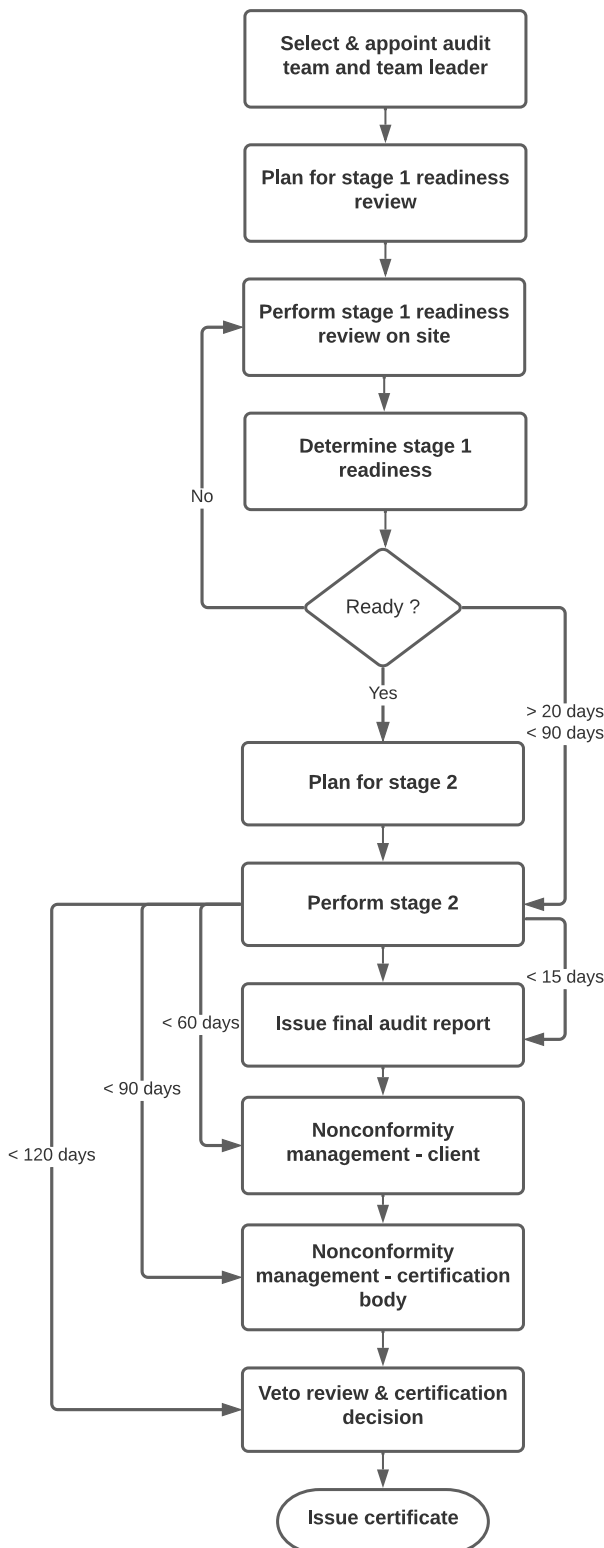 Select & appoint audit
team and team leader
Plan for stage 1 readiness
review
Perform stage 1 readiness
review on site
Determine stage 1
readiness
No
Ready ?
Yes
> 20 days
< 90 days
Plan for stage 2
Perform stage 2
< 15 days
Issue final audit report
< 60 days
< 90 days
Nonconformity
management - client
< 120 days
Nonconformity
management - certification
body
Veto review & certification
decision
Issue certificate